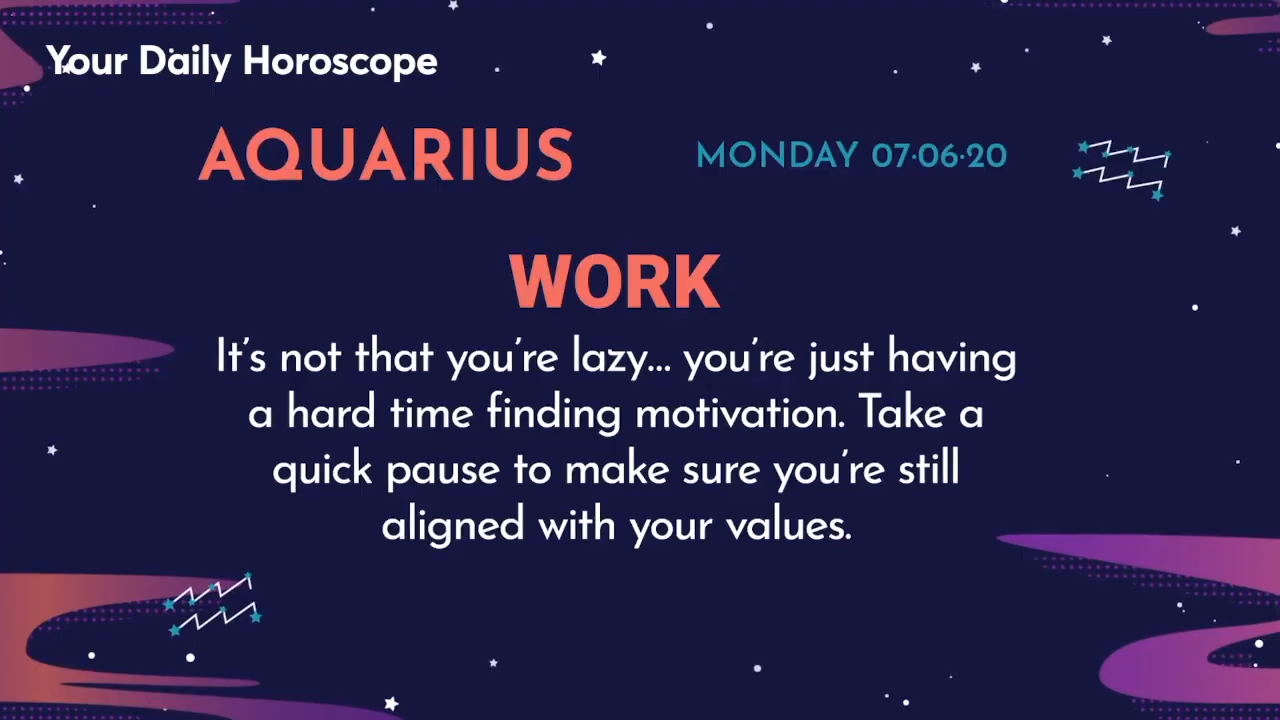 Your Daily Horoscope
AQUARIUS
MONDAY 07·06·20
WORK
It's not that you're lazy... you're just having
a hard time finding motivation. Take a
quick pause to make sure you're still
aligned with your values.